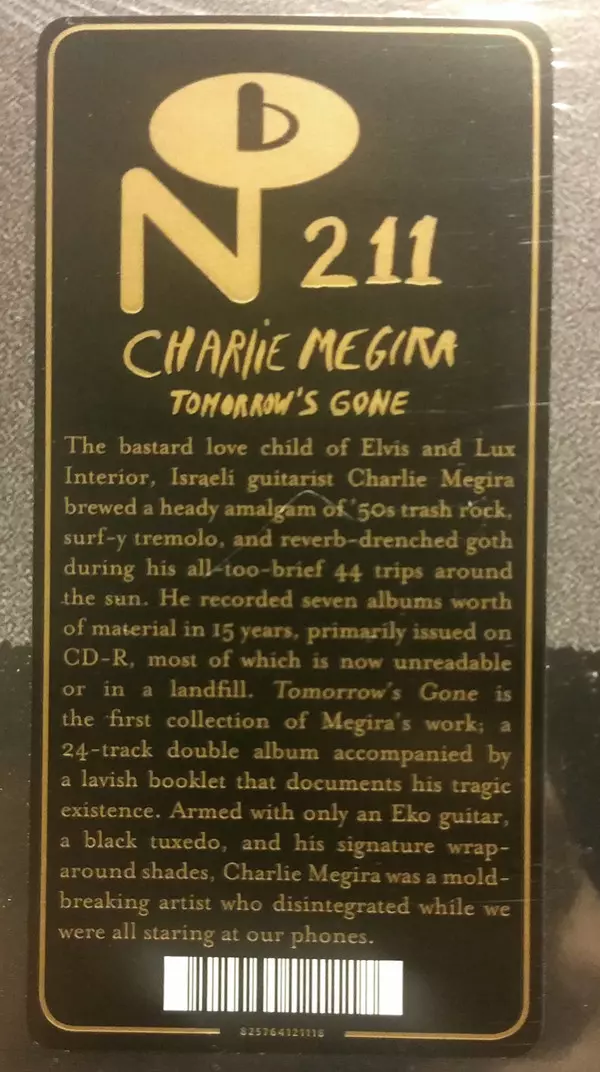 N b 211
CHARLIE MEGIRA
TOMORROW'S GONE
The bastard love child of Elvis and Lux
Interior, Israeli guitarist Charlie Megira
brewed a heady amalgam of '50s trash rock,
surf-y tremolo, and reverb-drenched goth
during his all-too-brief 44 trips around
the sun. He recorded seven albums worth
of material in 15 years, primarily issued on
CD-R, most of which is now unreadable
or in a landfill. Tomorrow's Gone is
the first collection of Megira's work; a
24-track double album accompanied by
a lavish booklet that documents his tragic
existence. Armed with only an Eko guitar,
a black tuxedo, and his signature wrap-
around shades, Charlie Megira was a mold-
breaking artist who disintegrated while we
were all staring at our phones.
825764121118